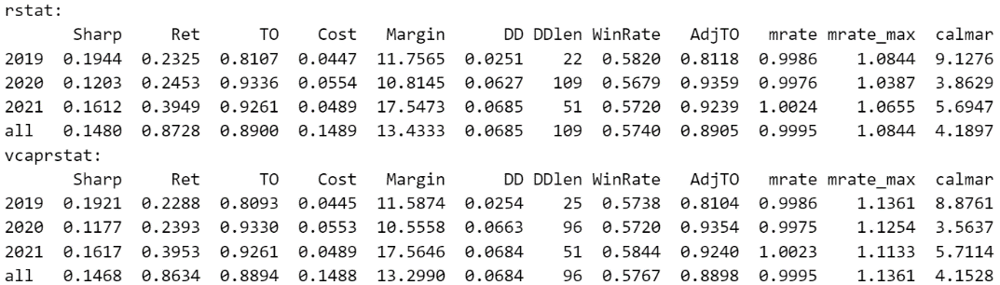 rstat:
Sharp Ret TO Cost Margin DD DDlen WinRate AdjTO mrate mrate_max calmar
2019 0.1944 0.2325 0.8107 0.0447 11.7565 0.0251 22 0.5820 0.8118 0.9986 1.0844 9.1276
2020 0.1203 0.2453 0.9336 0.0554 10.8145 0.0627 109 0.5679 0.9359 0.9976 1.0387 3.8629
2021 0.1612 0.3949 0.9261 0.0489 17.5473 0.0685 51 0.5720 0.9239 1.0024 1.0655 5.6947
all 0.1480 0.8728 0.8900 0.1489 13.4333 0.0685 109 0.5740 0.8905 0.9995 1.0844 4.1897
vcaprstat:
Sharp Ret TO Cost Margin DD DDlen WinRate AdjTO mrate mrate_max calmar
2019 0.1921 0.2288 0.8093 0.0445 11.5874 0.0254 25 0.5738 0.8104 0.9986 1.1361 8.8761
2020 0.1177 0.2393 0.9330 0.0553 10.5558 0.0663 96 0.5720 0.9354 0.9975 1.1254 3.5637
2021 0.1617 0.3953 0.9261 0.0489 17.5646 0.0684 51 0.5844 0.9240 1.0023 1.1133 5.7114
all 0.1468 0.8634 0.8894 0.1488 13.2990 0.0684 96 0.5767 0.8898 0.9995 1.1361 4.1528